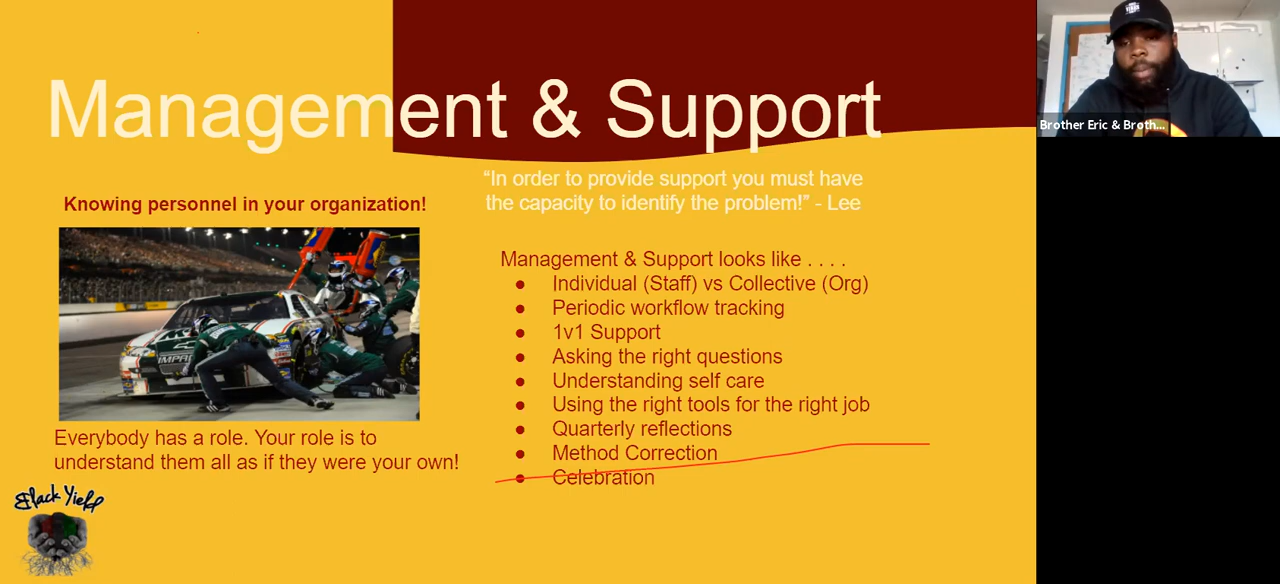 Management & Support
Knowing personnel in your organization!
Everybody has a role. Your role is to
understand them all as if they were your own!
“In order to provide support you must have
the capacity to identify the problem!” - Lee
Management & Support looks like . . . .
● Individual (Staff) vs Collective (Org)
● Periodic workflow tracking
● 1v1 Support
● Asking the right questions
● Understanding self care
● Using the right tools for the right job
● Quarterly reflections
● Method Correction
● Celebration
Black Yield
Brother Eric & Broth...